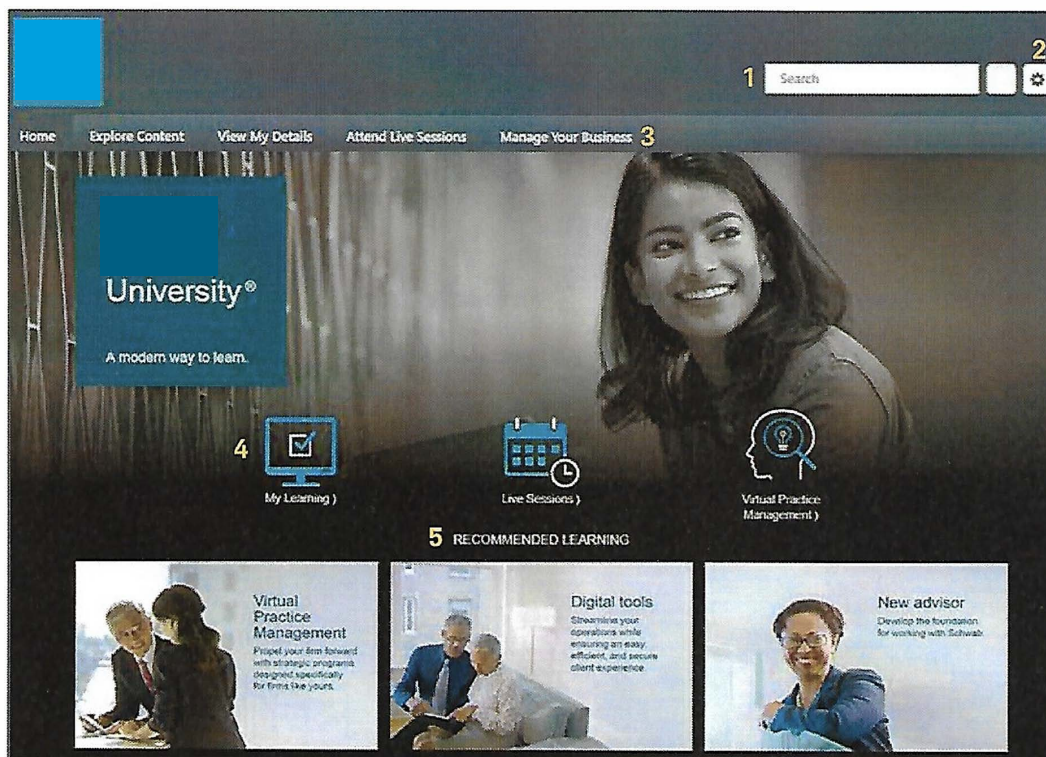 2
1 Search
Home Explore Content View My Details Attend Live Sessions Manage Your Business 3
University®
A modern way to learn.
4
My Learning ⟩
Live Sessions ⟩
Virtual Practice
Management ⟩
5 RECOMMENDED LEARNING
Virtual
Practice
Management
Propel your firm forward
with strategic programs
designed specifically
for firms like yours.
Digital tools
Streamline your
operations while
ensuring an easy,
efficient, and secure
client experience
New advisor
Develop the foundation
for working with Schwab.